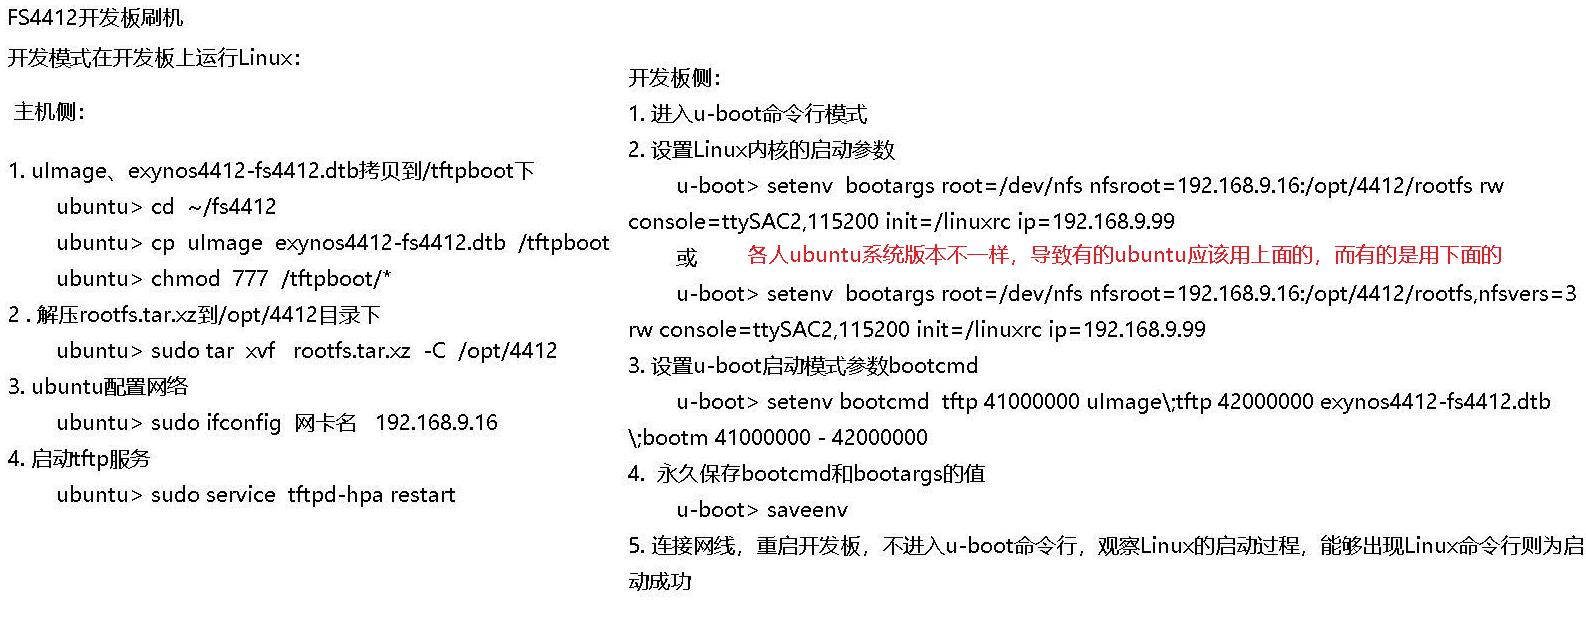 FS4412开发板刷机
开发模式在开发板上运行Linux：
主机侧：
1. uImage、exynos4412-fs4412.dtb拷贝到/tftpboot下
ubuntu> cd  ~/fs4412
ubuntu> cp  uImage  exynos4412-fs4412.dtb  /tftpboot
ubuntu> chmod  777  /tftpboot/*
2 . 解压rootfs.tar.xz到/opt/4412目录下
ubuntu> sudo tar  xvf   rootfs.tar.xz  -C  /opt/4412
3. ubuntu配置网络
ubuntu> sudo ifconfig  网卡名   192.168.9.16
4. 启动tftp服务
ubuntu> sudo service  tftpd-hpa restart
开发板侧：
1. 进入u-boot命令行模式
2. 设置Linux内核的启动参数
u-boot> setenv  bootargs root=/dev/nfs nfsroot=192.168.9.16:/opt/4412/rootfs rw
console=ttySAC2,115200 init=/linuxrc ip=192.168.9.99
或 各人ubuntu系统版本不一样，导致有的ubuntu应该用上面的，而有的是用下面的
u-boot> setenv  bootargs root=/dev/nfs nfsroot=192.168.9.16:/opt/4412/rootfs,nfsvers=3
rw console=ttySAC2,115200 init=/linuxrc ip=192.168.9.99
3. 设置u-boot启动模式参数bootcmd
u-boot> setenv bootcmd  tftp 41000000 uImage\;tftp 42000000 exynos4412-fs4412.dtb
\;bootm 41000000 - 42000000
4.  永久保存bootcmd和bootargs的值
u-boot> saveenv
5. 连接网线，重启开发板，不进入u-boot命令行，观察Linux的启动过程，能够出现Linux命令行则为启
动成功